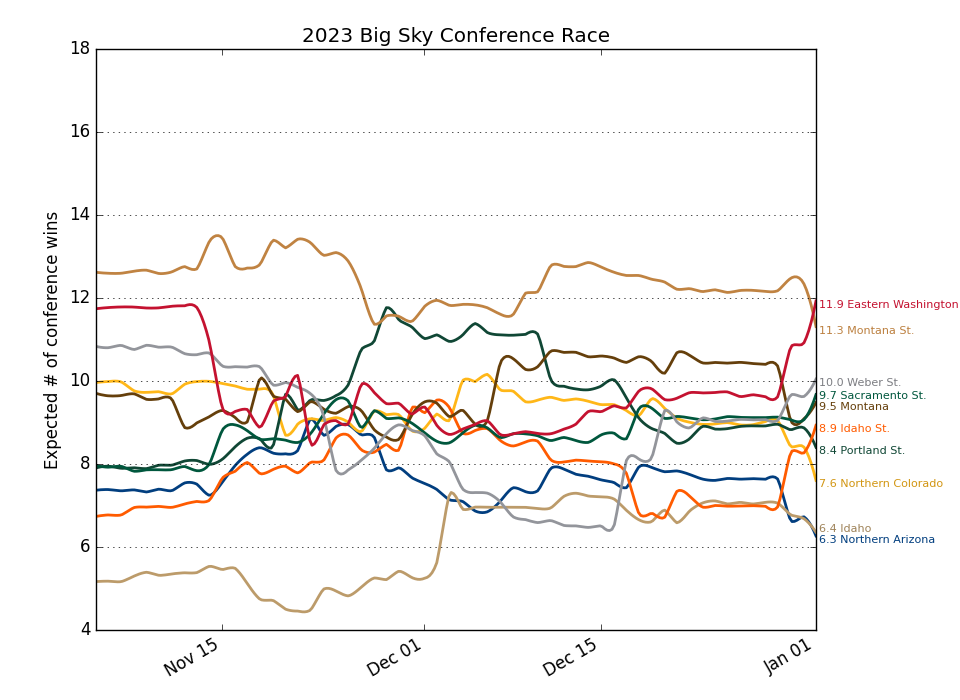 2023 Big Sky Conference Race
Expected # of conference wins
18
16
14
12
10
8
6
4
Nov 15
Dec 01
Dec 15
Jan 01
11.9 Eastern Washington
11.3 Montana St.
10.0 Weber St.
9.7 Sacramento St.
9.5 Montana
8.9 Idaho St.
8.4 Portland St.
7.6 Northern Colorado
6.4 Idaho
6.3 Northern Arizona